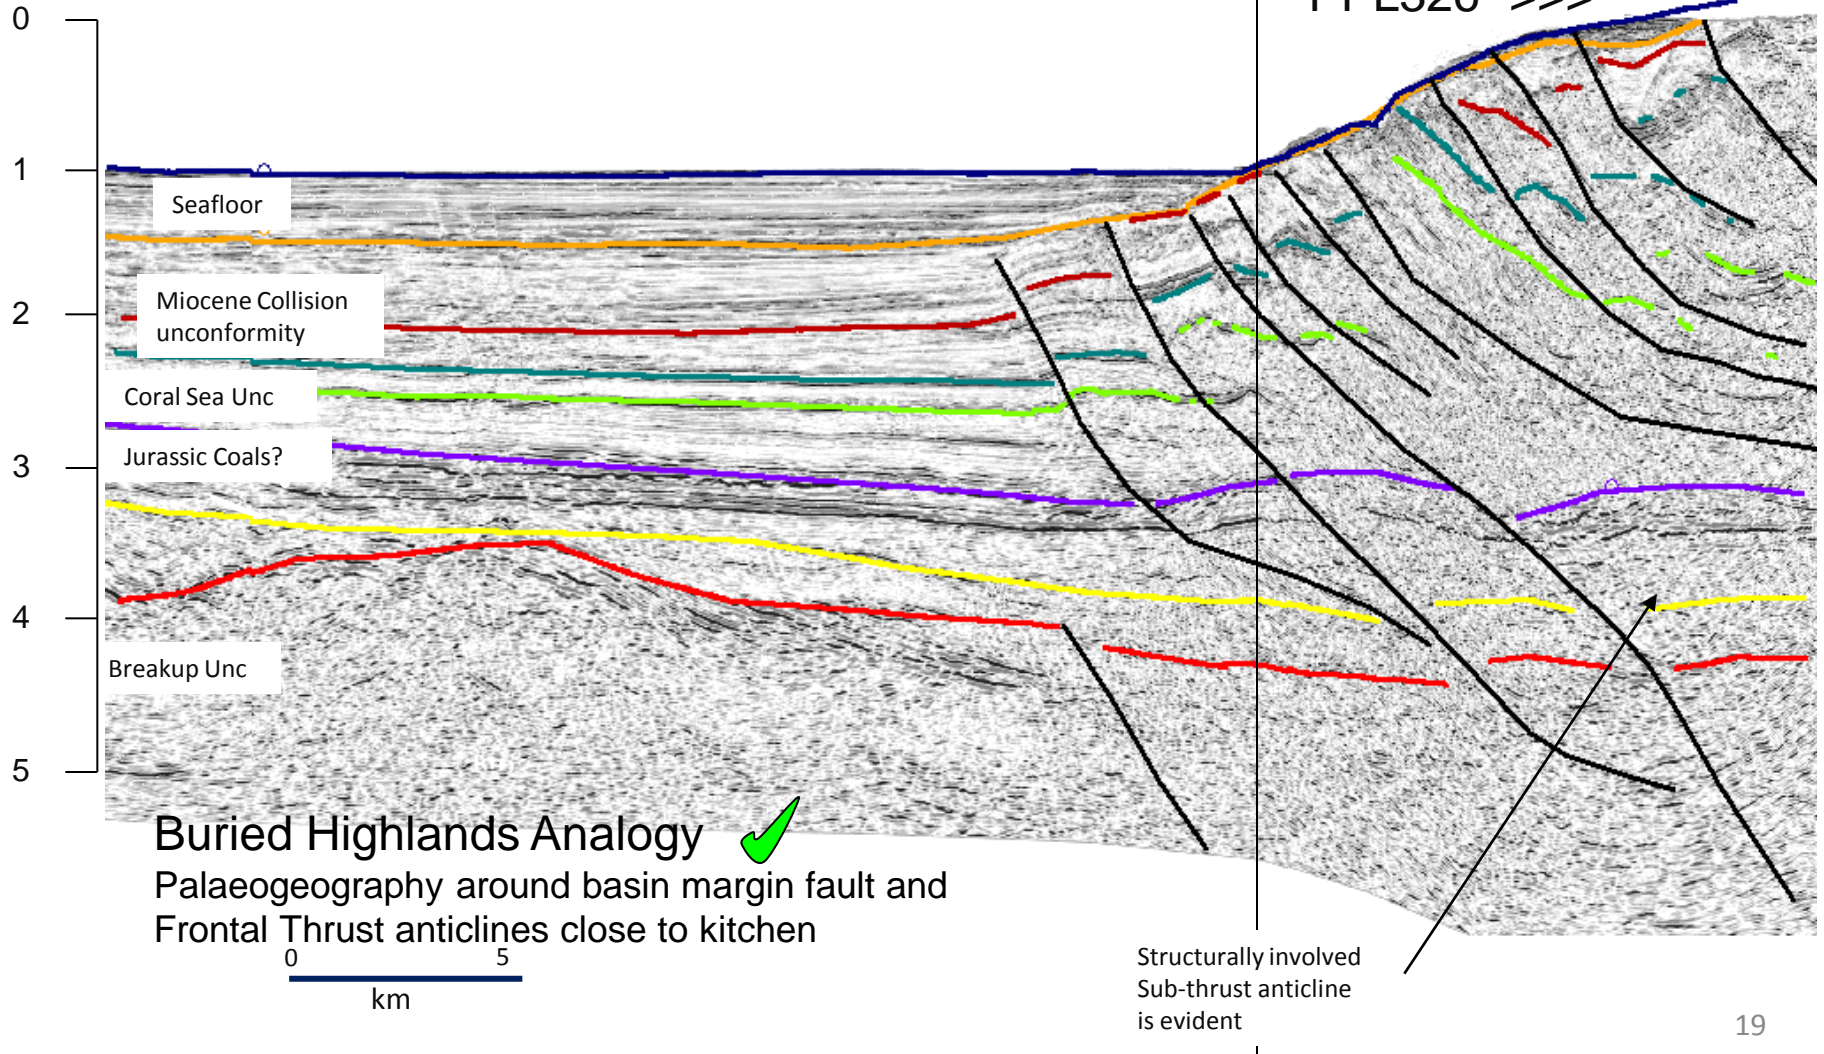 0
1
2
3
4
5
Seafloor
Miocene Collision
unconformity
Coral Sea Unc
Jurassic Coals?
Breakup Unc
Buried Highlands Analogy
Palaeogeography around basin margin fault and
Frontal Thrust anticlines close to kitchen
0 5
km
Structurally involved
Sub-thrust anticline
is evident
19